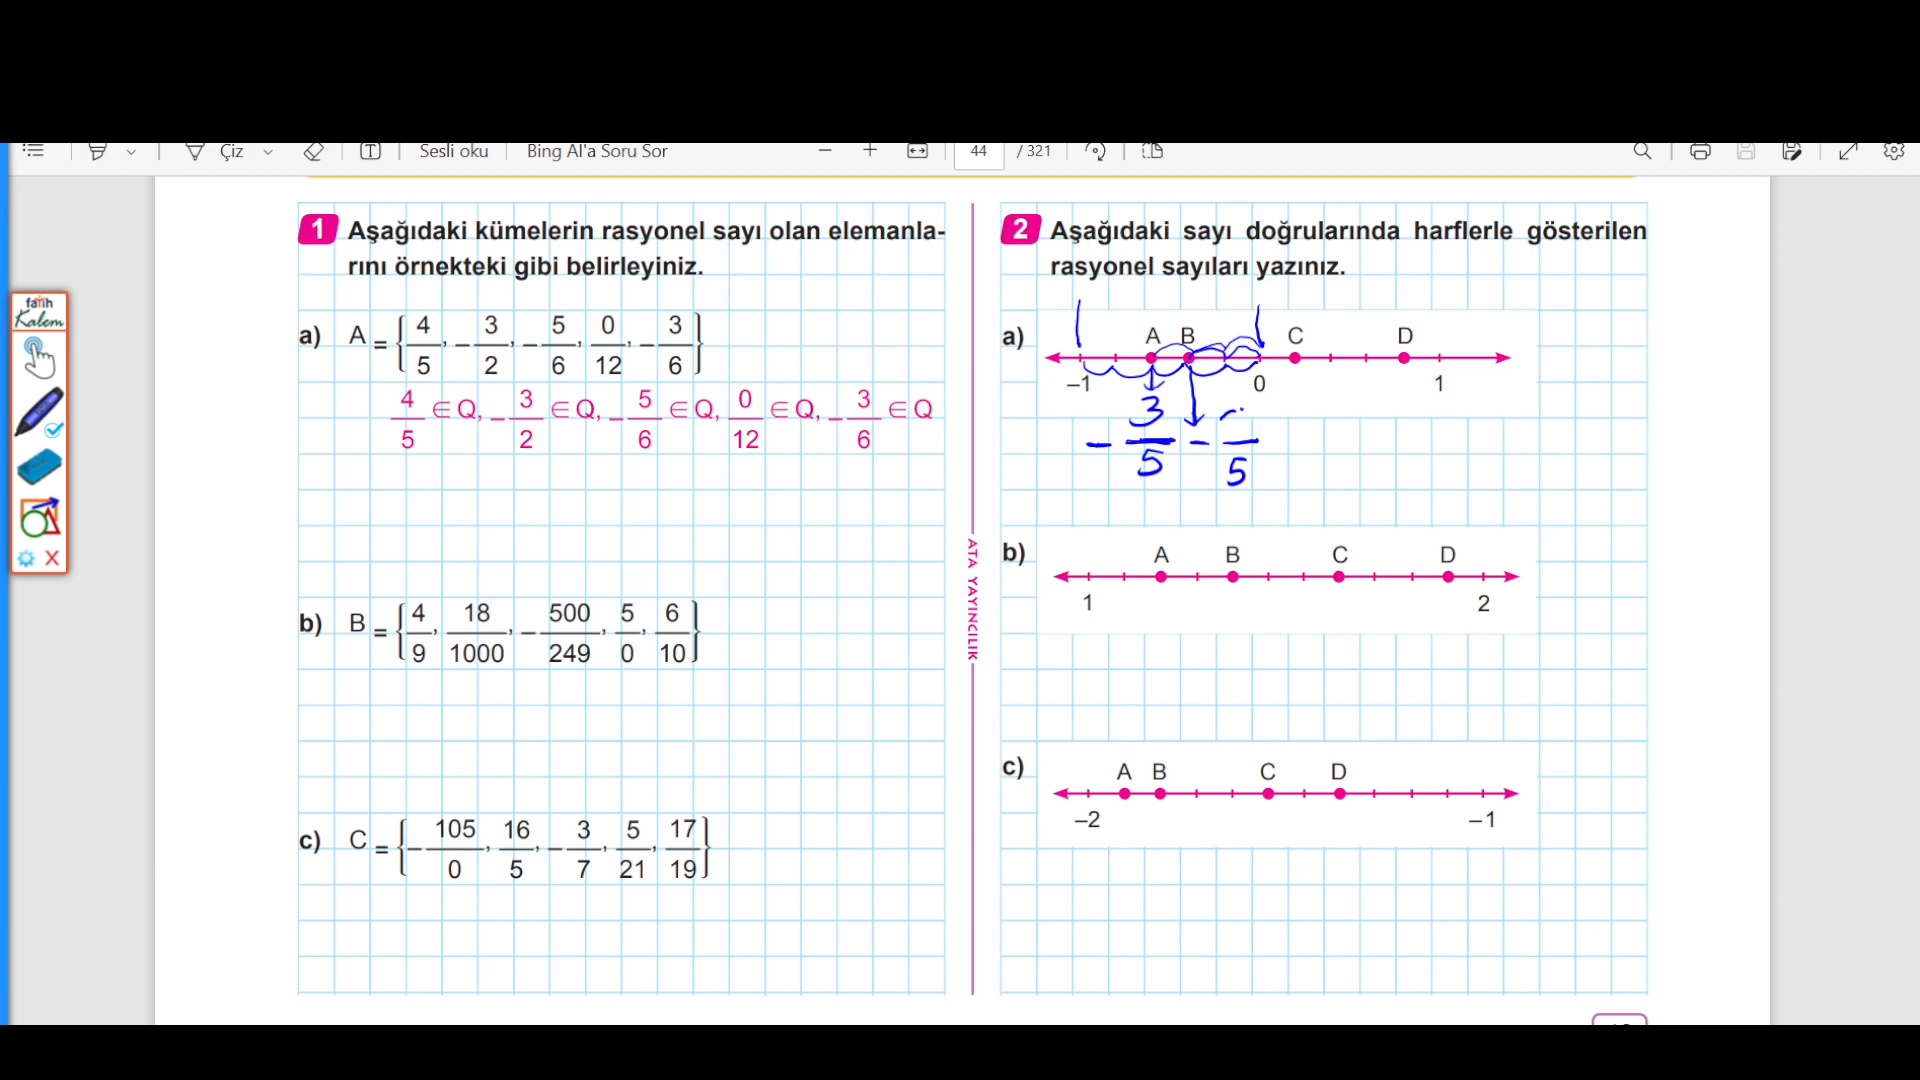 Çiz
Sesli oku
Bing AI'a Soru Sor
44 / 321
fatih
Kalem
1 Aşağıdaki kümelerin rasyonel sayı olan elemanla-
rını örnekteki gibi belirleyiniz.
a) A = {4/5, -3/2, -5/6, 0/12, -3/6}
4/5 ∈ Q, -3/2 ∈ Q, -5/6 ∈ Q, 0/12 ∈ Q, -3/6 ∈ Q
b) B = {4/9, 18/1000, -500/249, 5/0, 6/10}
c) C = {-105/0, 16/5, -3/7, 5/21, 17/19}
ATA YAYINCILIK
2 Aşağıdaki sayı doğrularında harflerle gösterilen
rasyonel sayıları yazınız.
a) A B C D
–1 0 1
-3/5 - /5
b) A B C D
1 2
c) A B C D
–2 –1